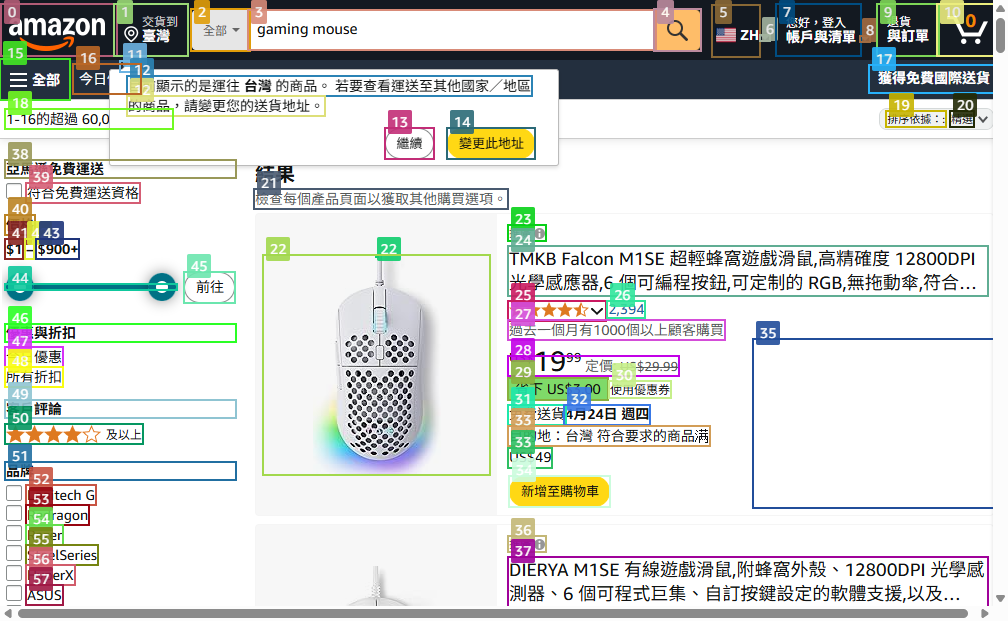 amazon
交貨到
臺灣
全部
gaming mouse
ZH
您好，登入
帳戶與清單
退貨
與訂單
0
全部
今日
顯示的是運往 台灣 的商品。 若要查看運送至其他國家／地區
的商品，請變更您的送貨地址。
繼續
變更此地址
獲得免費國際送貨
1-16的超過 60,0
排序依據：:
精選
免費運送
符合免費運送資格
$1
–
$900+
前往
與折扣
優惠
所有折扣
評論
及以上
品牌
tech G
ragon
elSeries
erX
ASUS
結果
檢查每個產品頁面以獲取其他購買選項。
TMKB Falcon M1SE 超輕蜂窩遊戲滑鼠,高精確度 12800DPI
光學感應器,6 個可編程按鈕,可定制的 RGB,無拖動傘,符合…
2,394
過去一個月有1000個以上顧客購買
19⁹⁹ 定價: US$29.99
US$7.00 使用優惠券
送貨4月24日 週四
地：台灣 符合要求的商品满
US$49
新增至購物車
DIERYA M1SE 有線遊戲滑鼠,附蜂窩外殼、12800DPI 光學感
測器、6 個可程式巨集、自訂按鍵設定的軟體支援,以及…